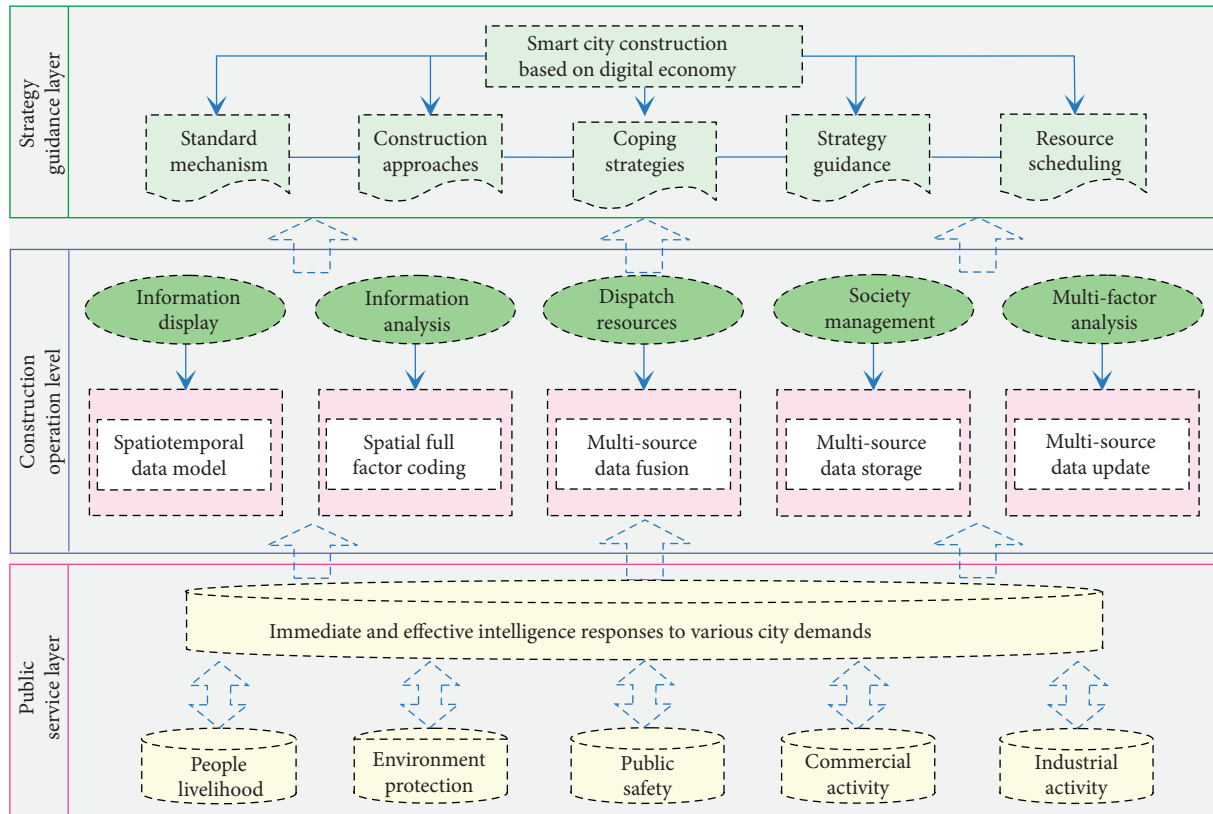 Strategy
guidance layer
Smart city construction
based on digital economy
Standard
mechanism
Construction
approaches
Coping
strategies
Strategy
guidance
Resource
scheduling
Construction
operation level
Information
display
Information
analysis
Dispatch
resources
Society
management
Multi-factor
analysis
Spatiotemporal
data model
Spatial full
factor coding
Multi-source
data fusion
Multi-source
data storage
Multi-source
data update
Public
service layer
Immediate and effective intelligence responses to various city demands
People
livelihood
Environment
protection
Public
safety
Commercial
activity
Industrial
activity